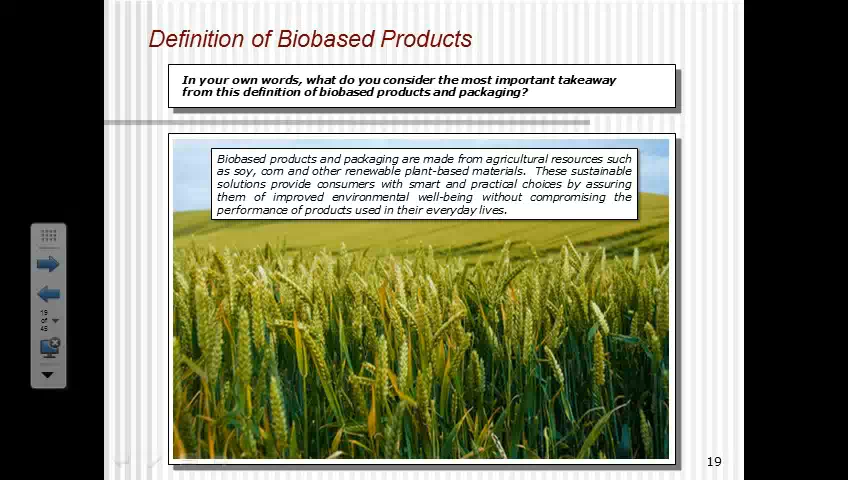 Definition of Biobased Products
In your own words, what do you consider the most important takeaway
from this definition of biobased products and packaging?
Biobased products and packaging are made from agricultural resources such
as soy, corn and other renewable plant-based materials. These sustainable
solutions provide consumers with smart and practical choices by assuring
them of improved environmental well-being without compromising the
performance of products used in their everyday lives.
19
of
45
19